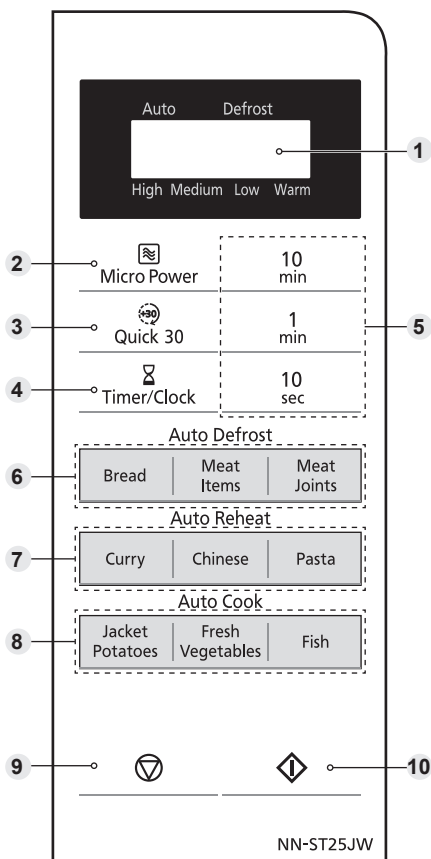 Auto Defrost
1
High Medium Low Warm
2
Micro Power
10
min
3
+30
Quick 30
1
min
5
4
Timer/Clock
10
sec
Auto Defrost
6
Bread
Meat
Items
Meat
Joints
Auto Reheat
7
Curry
Chinese
Pasta
Auto Cook
8
Jacket
Potatoes
Fresh
Vegetables
Fish
9
10
NN-ST25JW